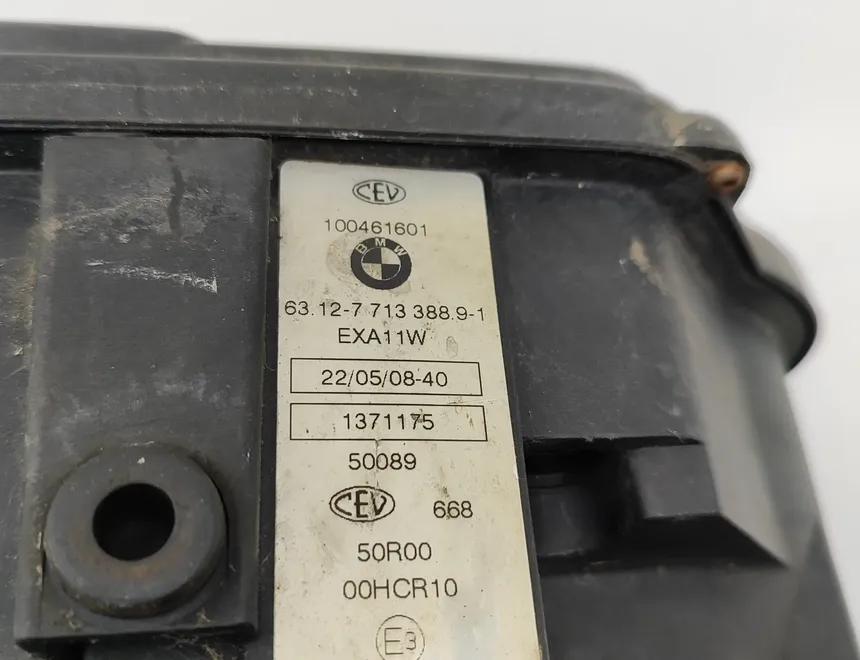 CEV
100461601
BMW
63.12-7 713 388.9-1
EXA11W
22/05/08-40
1371175
50089
CEV 668
50R00
00HCR10
E3